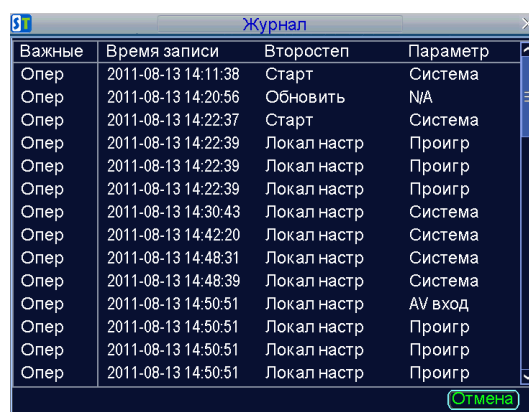 ST Журнал X
Важные Время записи Второстеп Параметр
Опер 2011-08-13 14:11:38 Старт Система
Опер 2011-08-13 14:20:56 Обновить N/A
Опер 2011-08-13 14:22:37 Старт Система
Опер 2011-08-13 14:22:39 Локал настр Проигр
Опер 2011-08-13 14:22:39 Локал настр Проигр
Опер 2011-08-13 14:22:39 Локал настр Проигр
Опер 2011-08-13 14:30:43 Локал настр Система
Опер 2011-08-13 14:42:20 Локал настр Система
Опер 2011-08-13 14:48:31 Локал настр Система
Опер 2011-08-13 14:48:39 Локал настр Система
Опер 2011-08-13 14:50:51 Локал настр AV вход
Опер 2011-08-13 14:50:51 Локал настр Проигр
Опер 2011-08-13 14:50:51 Локал настр Проигр
Опер 2011-08-13 14:50:51 Локал настр Проигр
Отмена